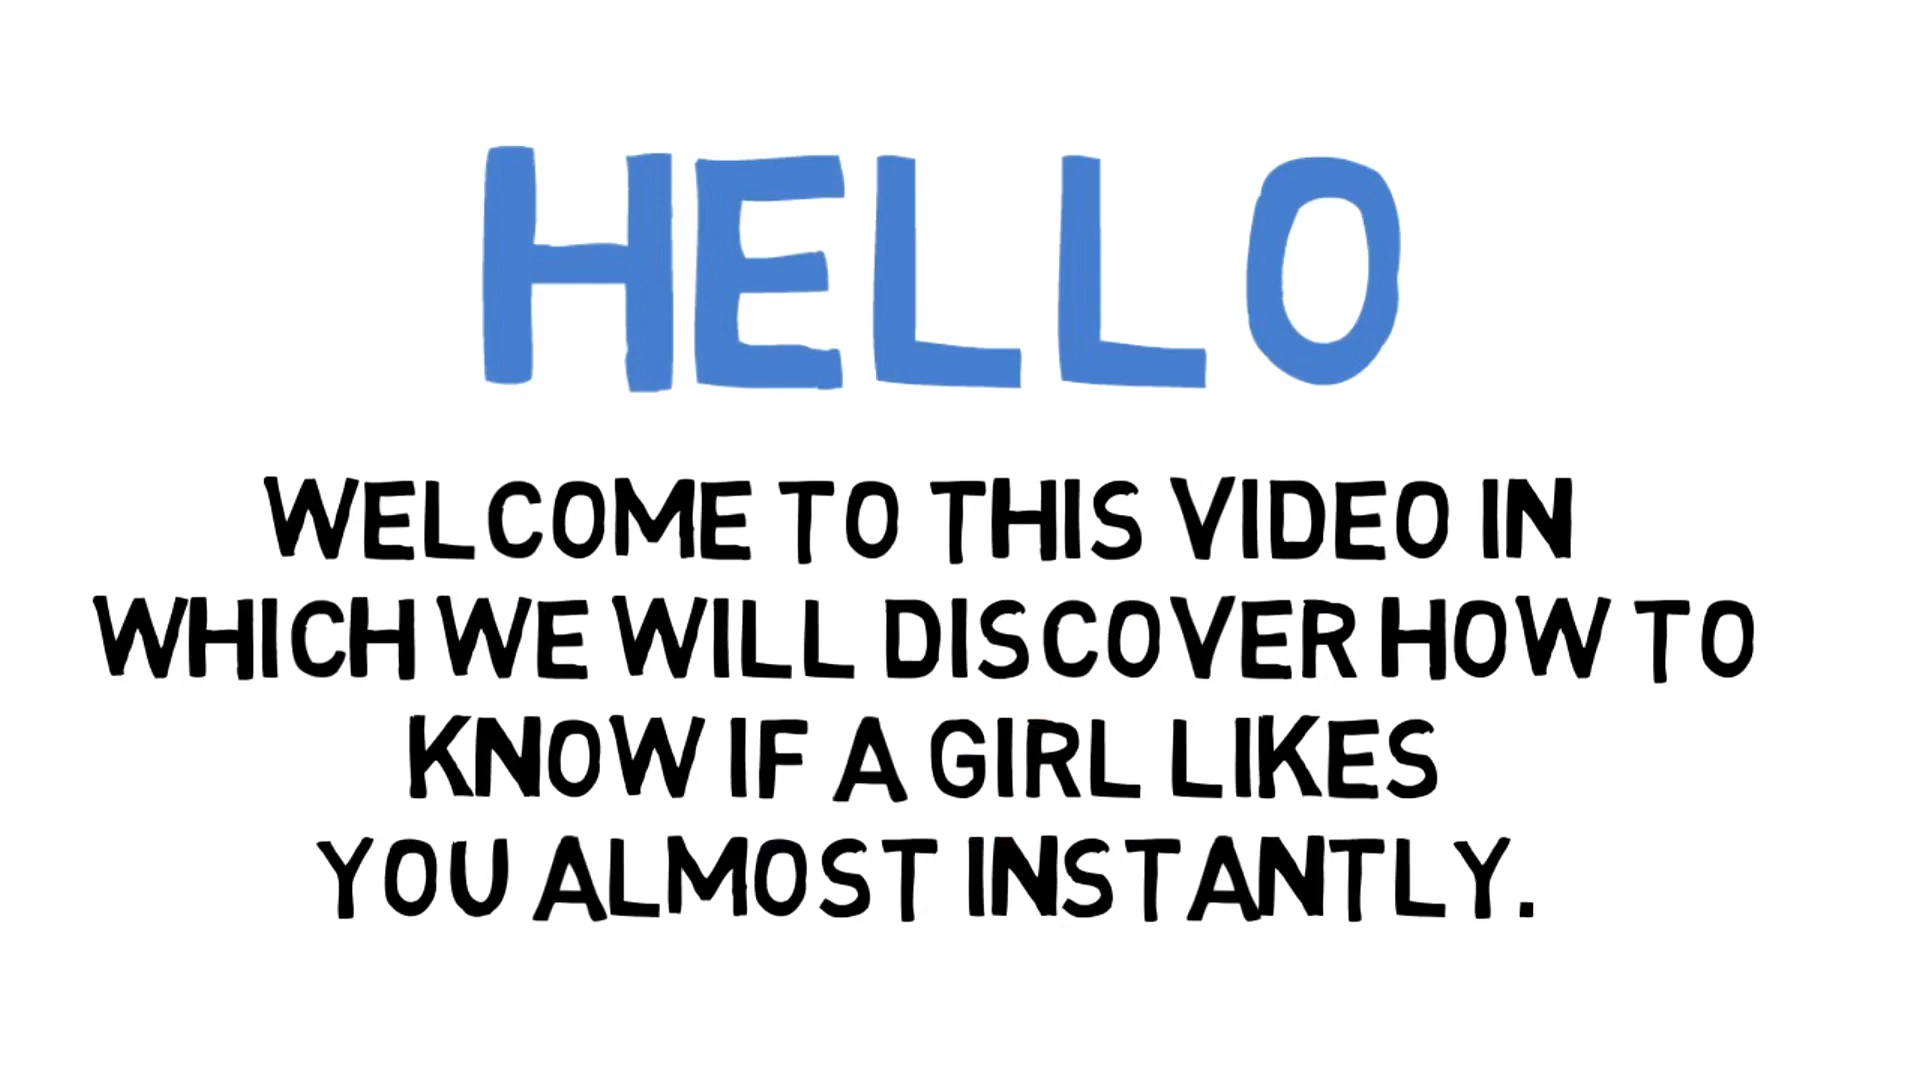 HELLO
WELCOME TO THIS VIDEO IN
WHICH WE WILL DISCOVER HOW TO
KNOW IF A GIRL LIKES
YOU ALMOST INSTANTLY.